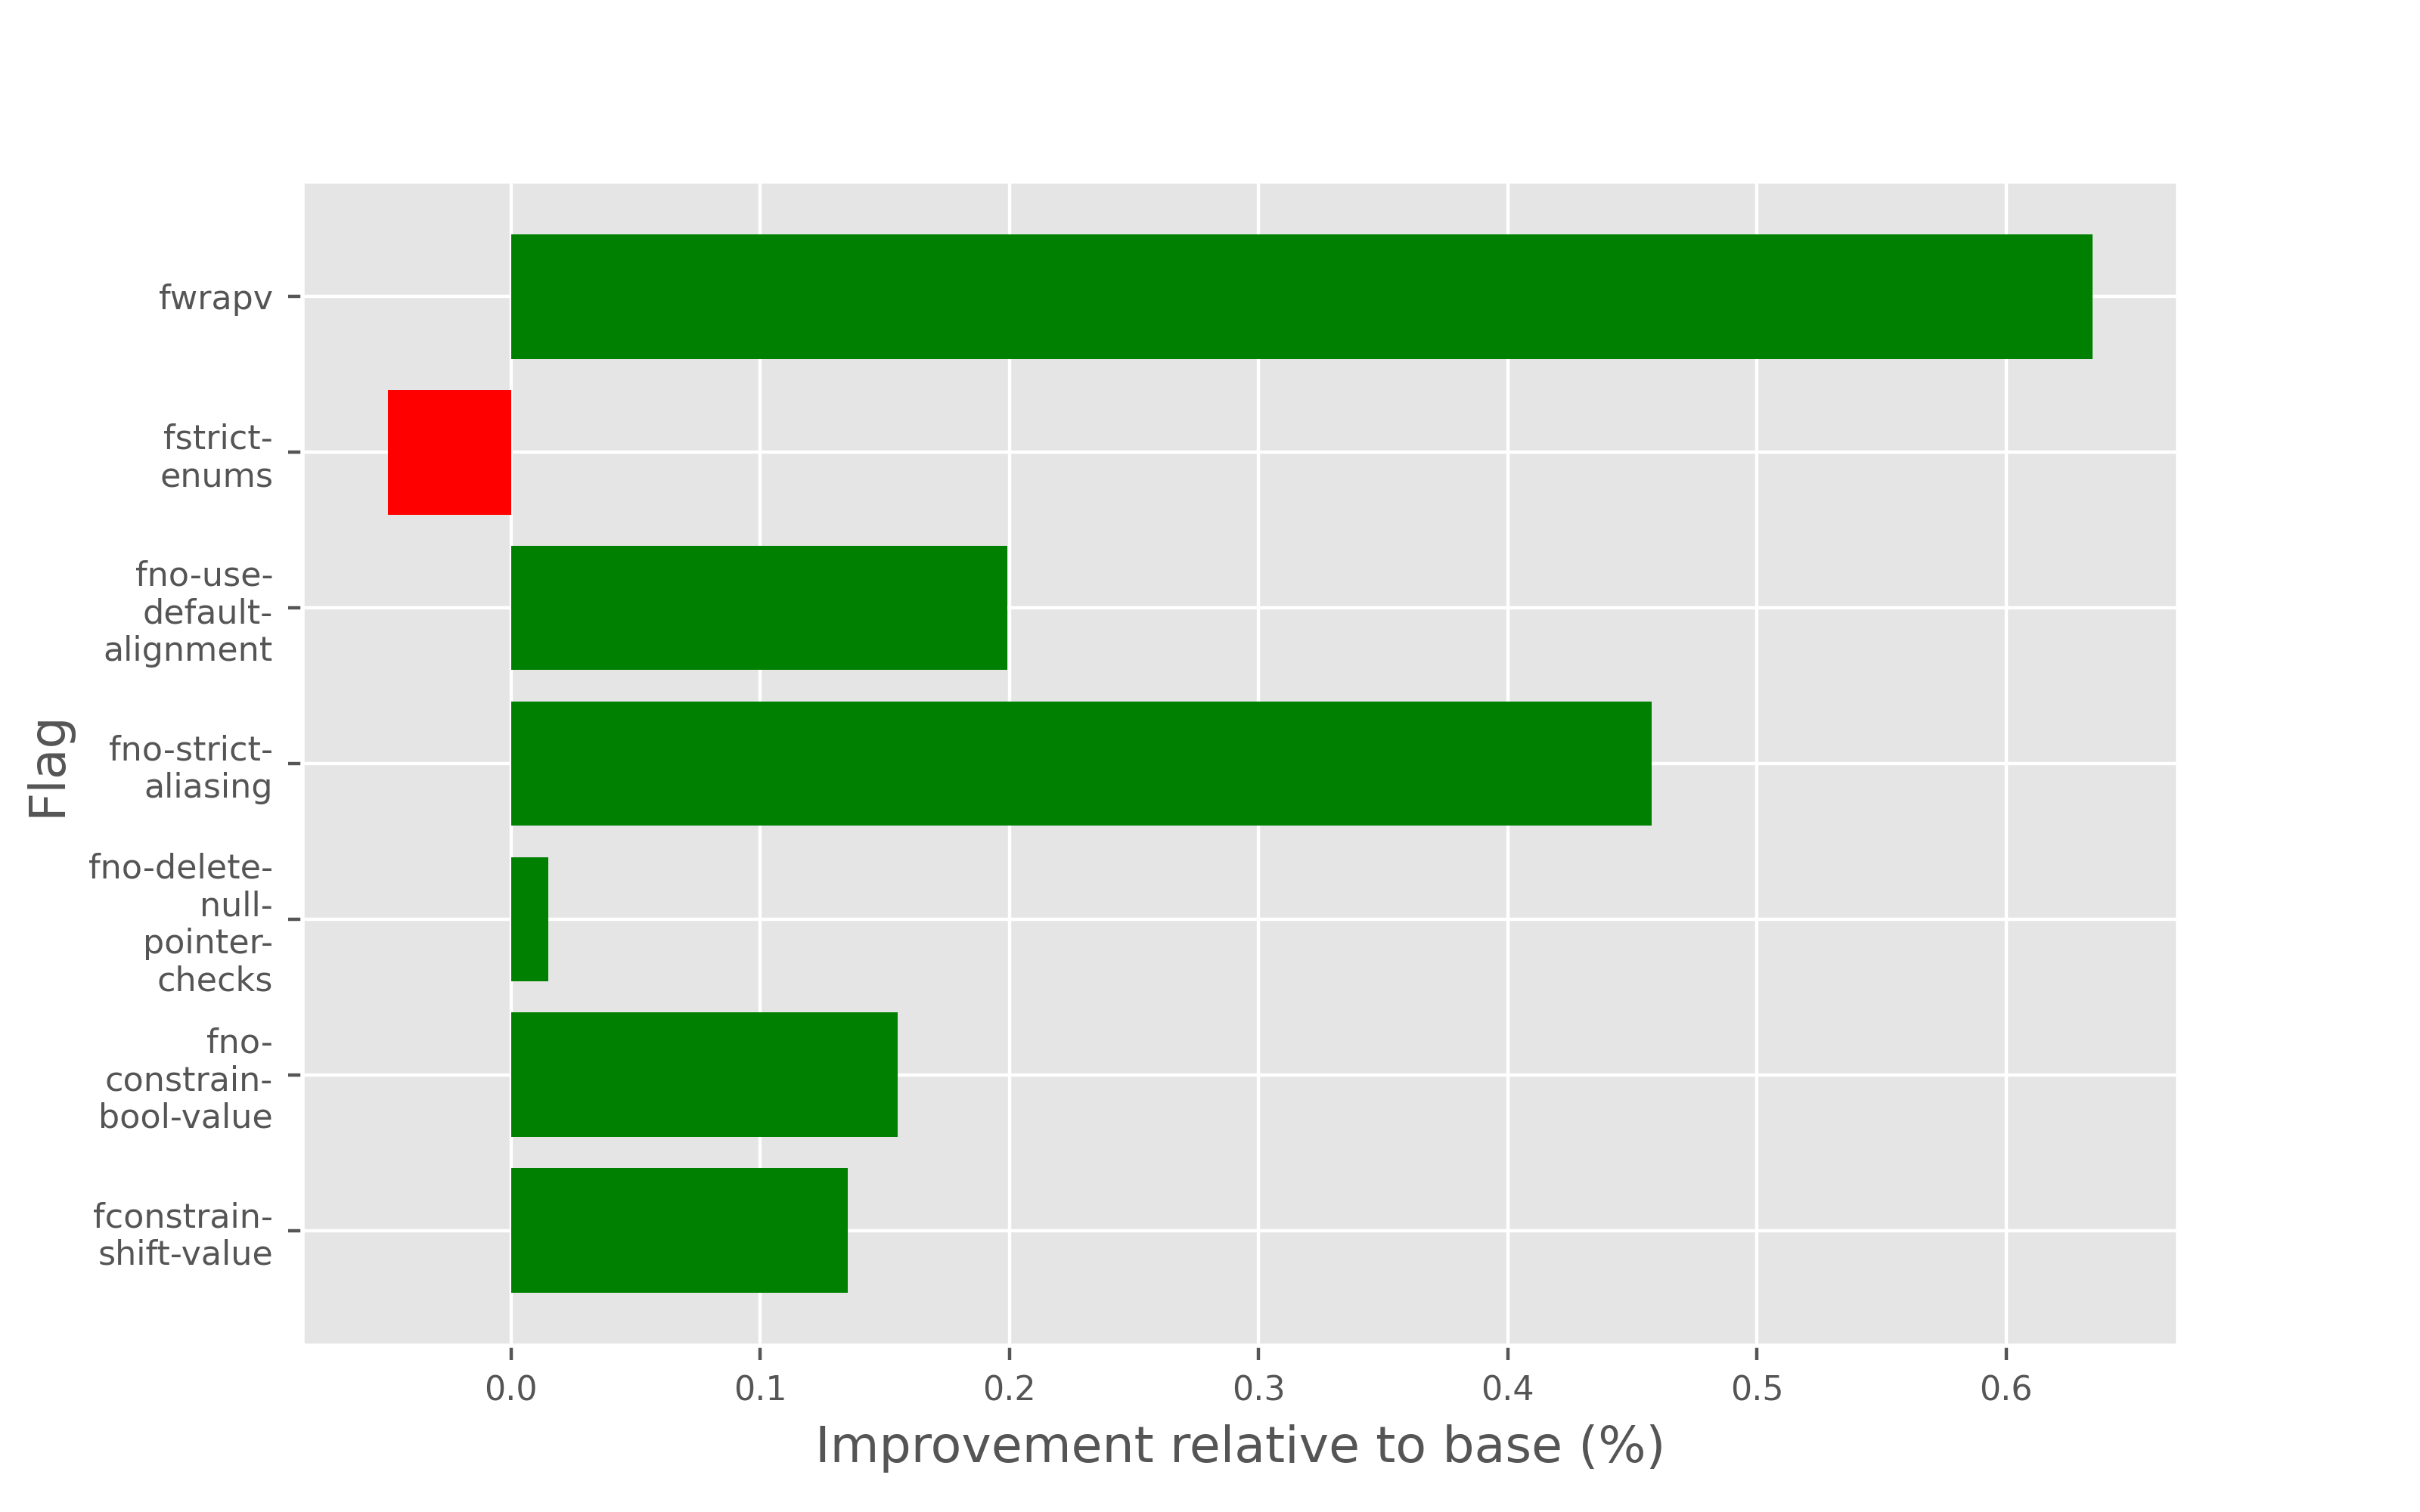 fwrapv
fstrict-
enums
fno-use-
default-
alignment
fno-strict-
aliasing
fno-delete-
null-
pointer-
checks
fno-
constrain-
bool-value
fconstrain-
shift-value
Flag
0.0 0.1 0.2 0.3 0.4 0.5 0.6
Improvement relative to base (%)